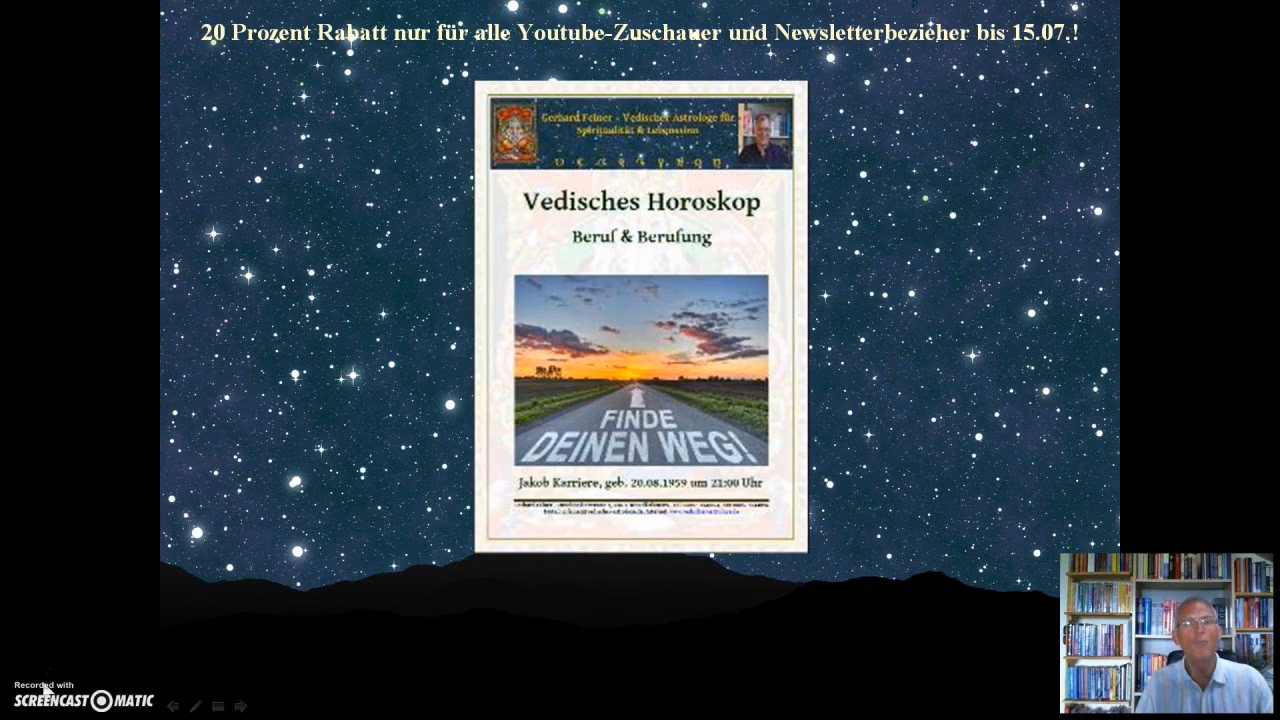 20 Prozent Rabatt nur für alle Youtube-Zuschauer und Newsletterbezieher bis 15.07.!
Gerhard Feiner - Vedischer Astrologe für
Spiritualität & Lebenssinn
Vedisches Horoskop
Beruf & Berufung
FINDE
DEINEN WEG!
Jakob Karriere, geb. 20.08.1959 um 21:00 Uhr
Recorded with
SCREENCAST-O-MATIC